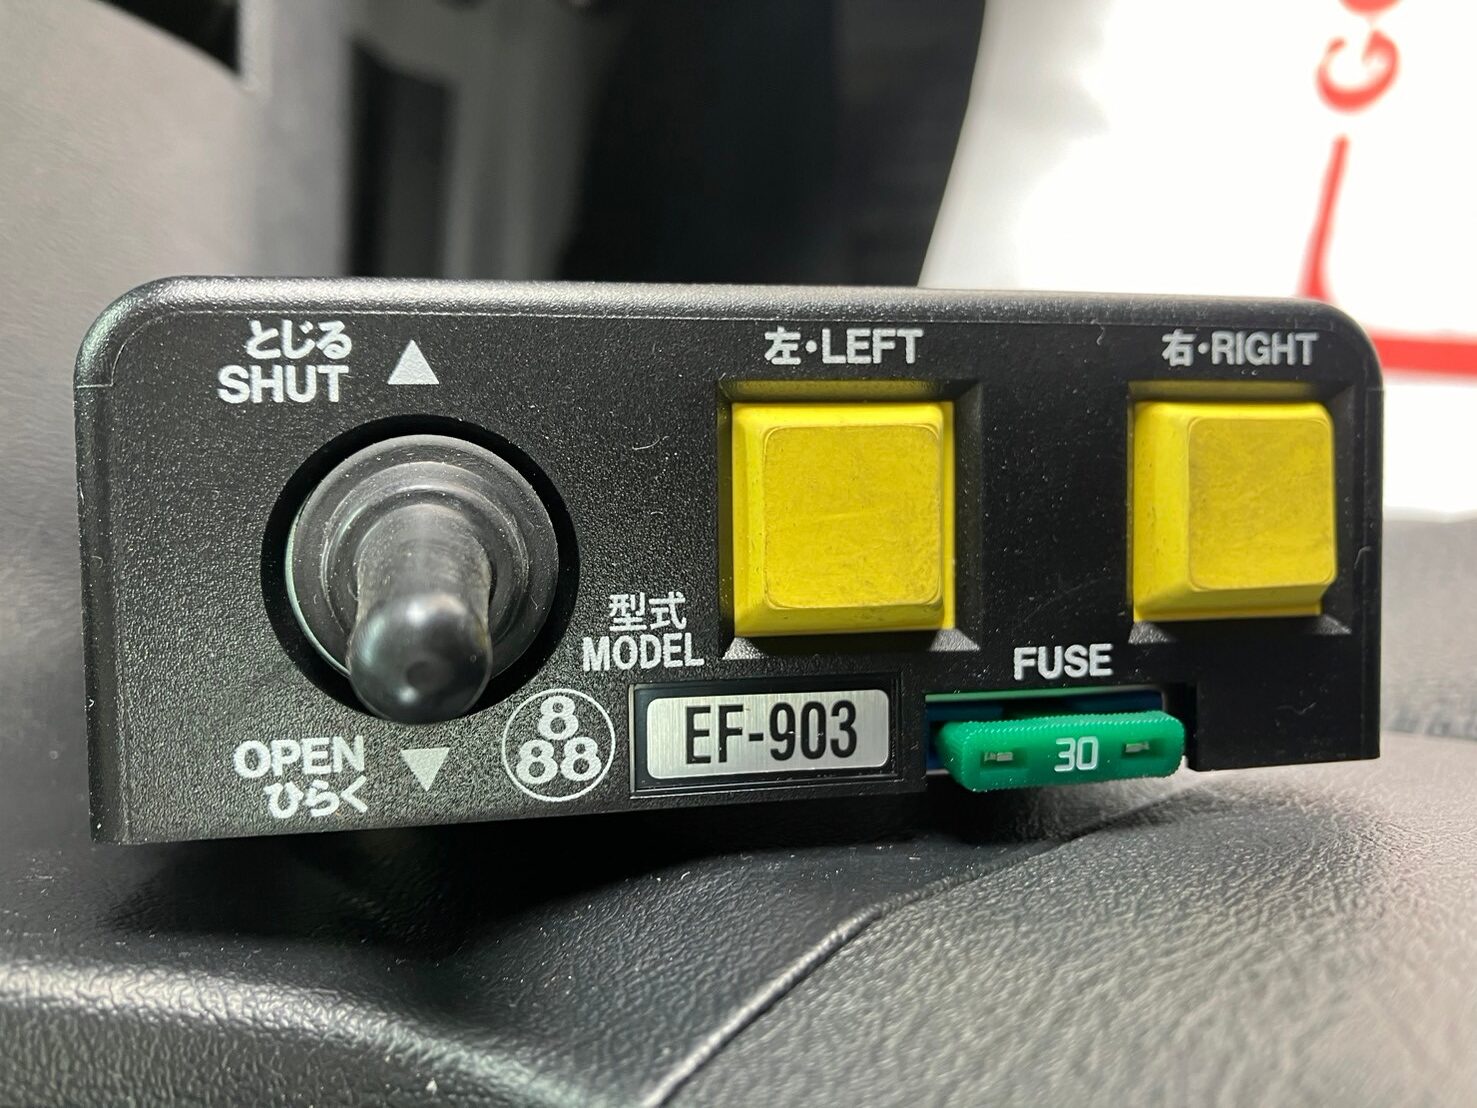 とじる
SHUT ▲
左・LEFT
右・RIGHT
型式
MODEL
EF-903
FUSE
30
8
88
OPEN ▼
ひらく
GO